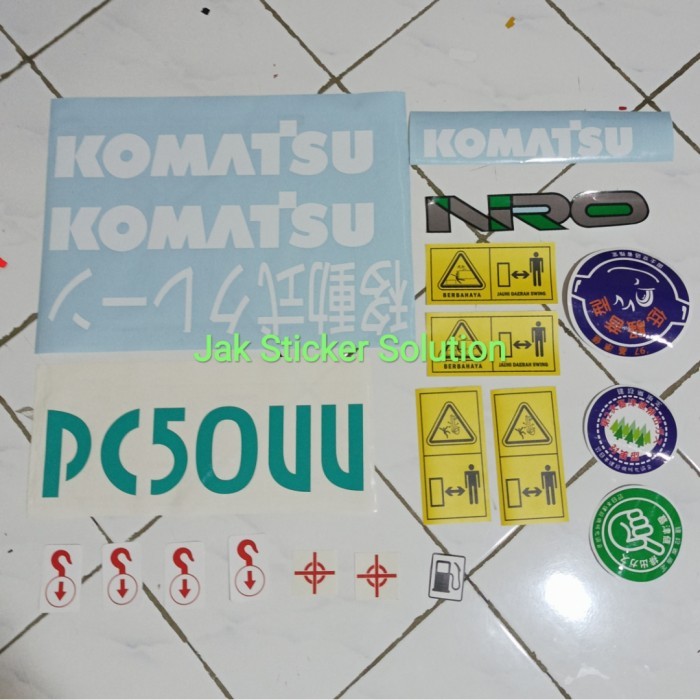 KOMATSU
KOMATSU
KOMATSU
移動式クレーン
NRO
BERBAHAYA
JAUHI DAERAH SWING
BERBAHAYA
JAUHI DAERAH SWING
Jak Sticker Solution
PC50UU